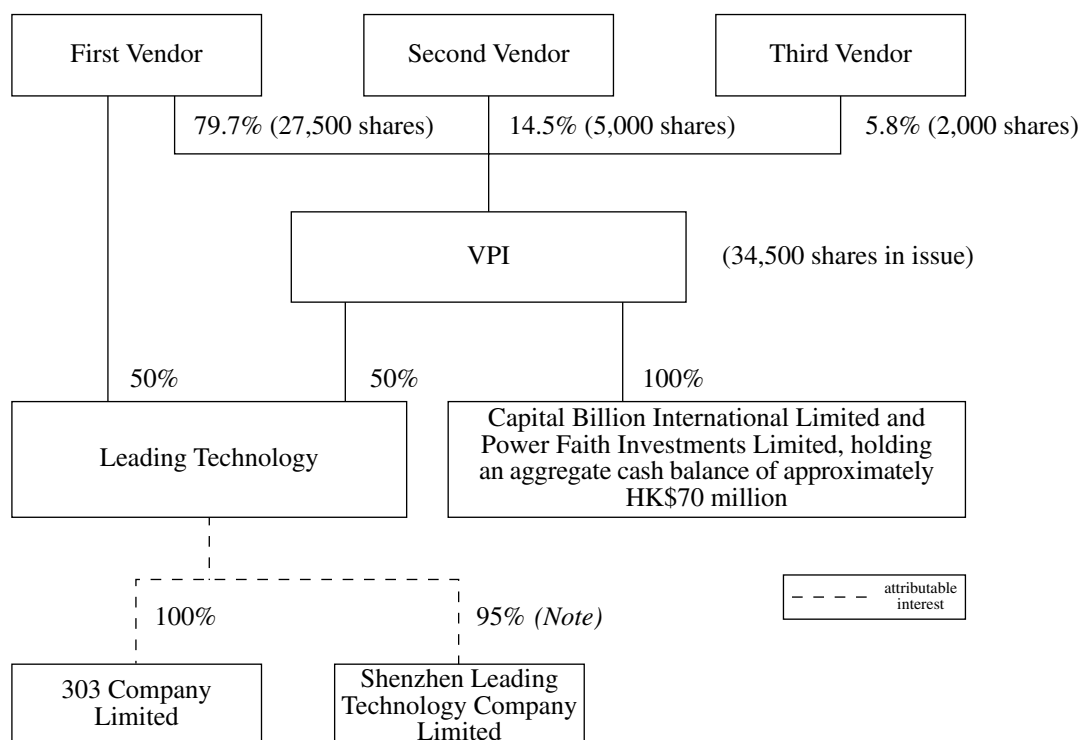 First Vendor
Second Vendor
Third Vendor
79.7% (27,500 shares)
14.5% (5,000 shares)
5.8% (2,000 shares)
VPI
(34,500 shares in issue)
50%
50%
100%
Leading Technology
Capital Billion International Limited and
Power Faith Investments Limited, holding
an aggregate cash balance of approximately
HK$70 million
attributable
interest
100%
95% (Note)
303 Company
Limited
Shenzhen Leading
Technology Company
Limited